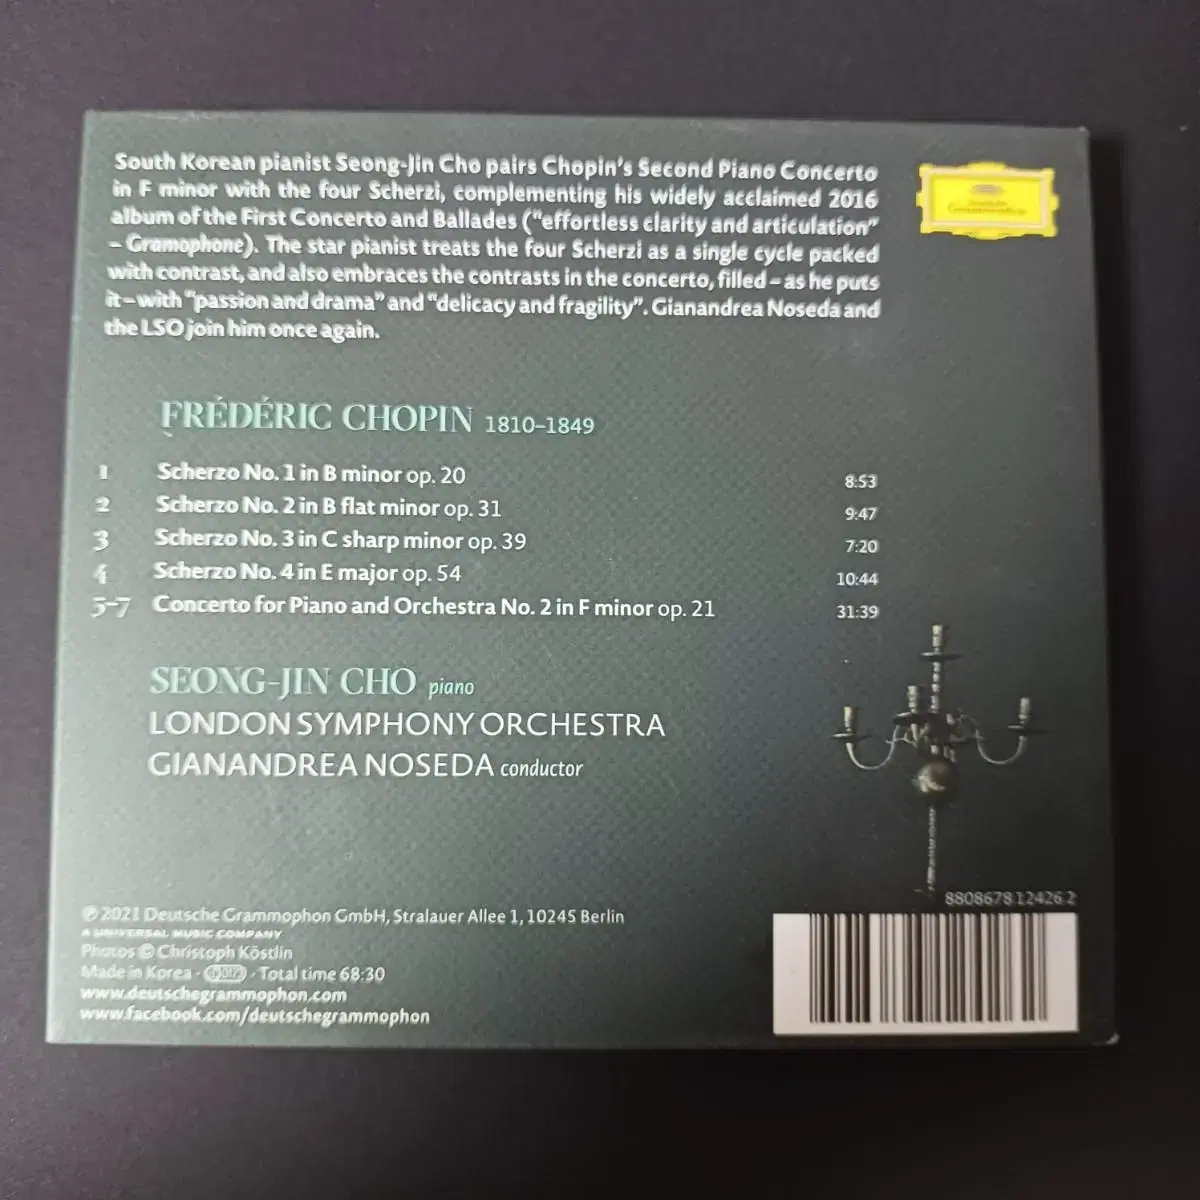 South Korean pianist Seong-Jin Cho pairs Chopin's Second Piano Concerto
in F minor with the four Scherzi, complementing his widely acclaimed 2016
album of the First Concerto and Ballades ("effortless clarity and articulation"
– Gramophone). The star pianist treats the four Scherzi as a single cycle packed
with contrast, and also embraces the contrasts in the concerto, filled – as he puts
it – with "passion and drama" and "delicacy and fragility". Gianandrea Noseda and
the LSO join him once again.
FRÉDÉRIC CHOPIN 1810–1849
1 Scherzo No. 1 in B minor op. 20 8:53
2 Scherzo No. 2 in B flat minor op. 31 9:47
3 Scherzo No. 3 in C sharp minor op. 39 7:20
4 Scherzo No. 4 in E major op. 54 10:44
5–7 Concerto for Piano and Orchestra No. 2 in F minor op. 21 31:39
SEONG-JIN CHO piano
LONDON SYMPHONY ORCHESTRA
GIANANDREA NOSEDA conductor
8808678 12426 2
℗ 2021 Deutsche Grammophon GmbH, Stralauer Allee 1, 10245 Berlin
A UNIVERSAL MUSIC COMPANY
Photos © Christoph Köstlin
Made in Korea · · Total time 68:30
www.deutschegrammophon.com
www.facebook.com/deutschegrammophon